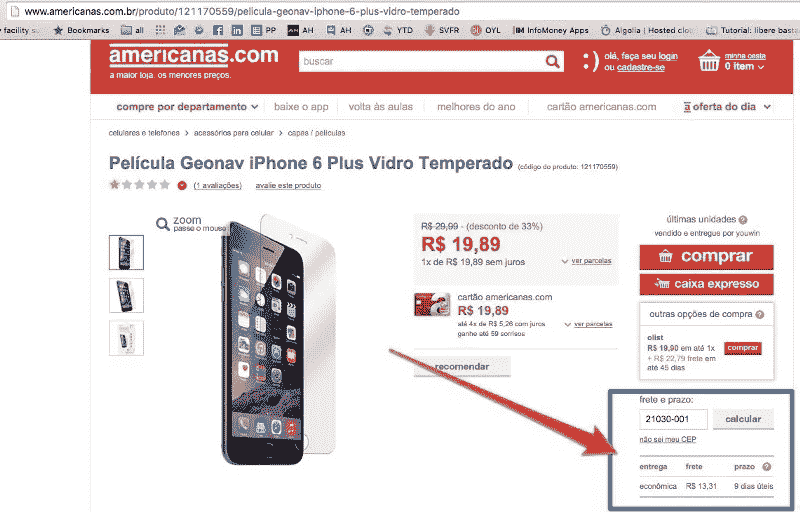 www.americanas.com.br/produto/121170559/pelicula-geonav-iphone-6-plus-vidro-temperado
facility su
Bookmarks
all
PP
AH
AH
YTD
SVFR
OYL
InfoMoney Apps
Algolia | Hosted clou
Tutorial: libere baste
americanas.com
a maior loja. os menores preços.
buscar
olá, faça seu login
ou cadastre-se
minha cesta
0 item
compre por departamento
baixe o app
volta às aulas
melhores do ano
cartão americanas.com
a oferta do dia
celulares e telefones > acessórios para celular > capas / películas
Película Geonav iPhone 6 Plus Vidro Temperado (código do produto: 121170559)
(1 avaliações)
avalie este produto
zoom
passe o mouse
R$ 29,99 - (desconto de 33%)
R$ 19,89
1x de R$ 19,89 sem juros
ver parcelas
cartão americanas.com
R$ 19,89
até 4x de R$ 5,26 com juros
ganhe até 59 sorrisos
ver parcelas
recomendar
últimas unidades
vendido e entregue por youwin
comprar
caixa expresso
outras opções de compra
olist
R$ 19,90 em até 1x
+ R$ 22,79 frete em
até 45 dias
comprar
frete e prazo:
21030-001
calcular
não sei meu CEP
entrega frete prazo
econômica R$ 13,31 9 dias úteis